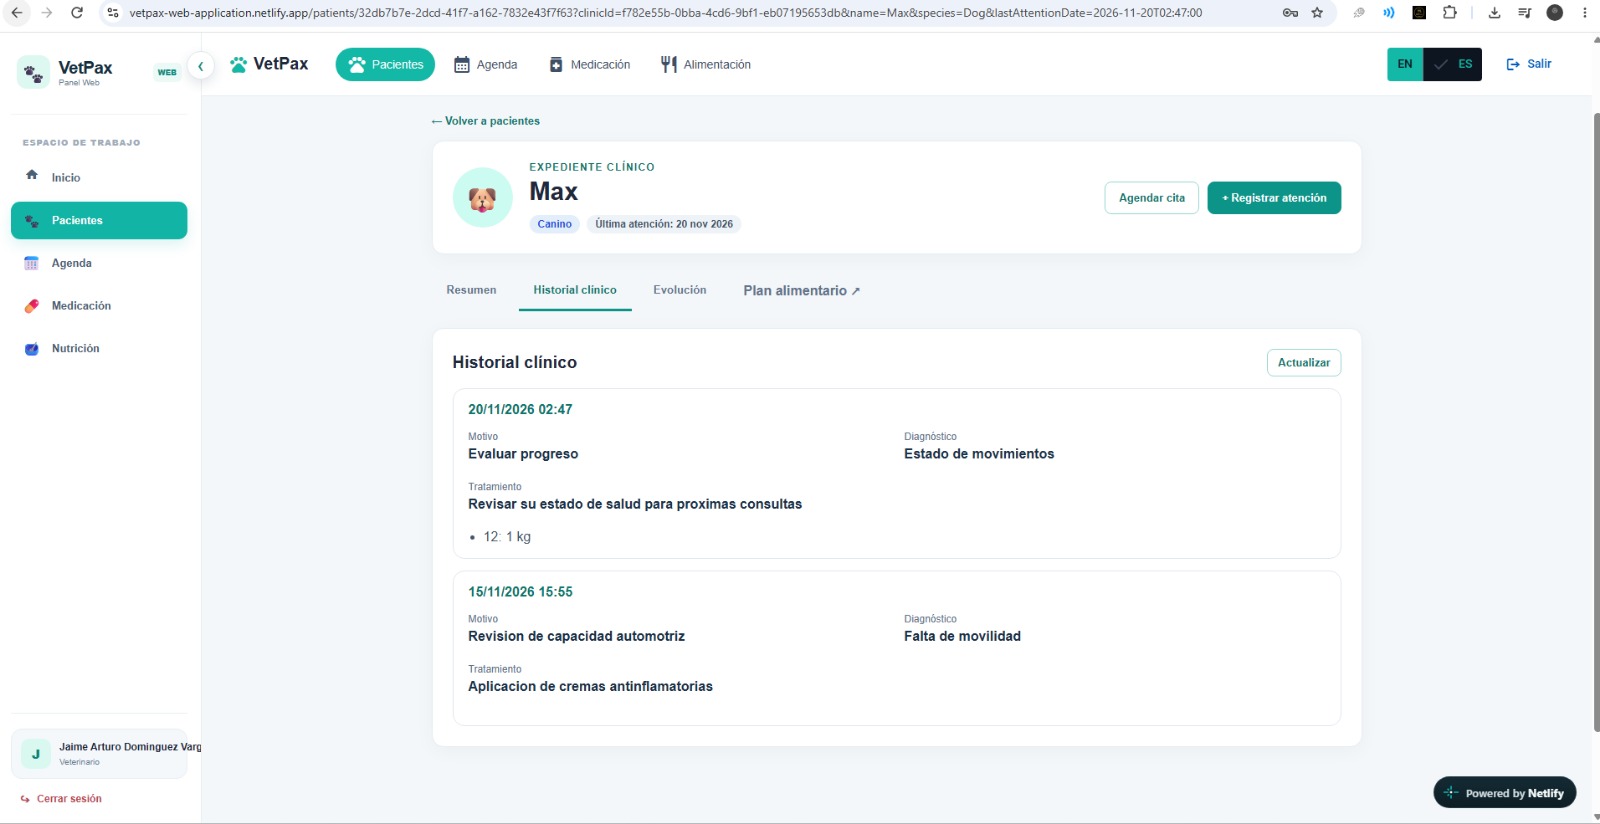 vetpax-web-application.netlify.app/patients/32db7b7e-2dcd-41f7-a162-7832e43f7f63?clinicId=f782e55b-0bba-4cd6-9bf1-eb07195653db&name=Max&species=Dog&lastAttentionDate=2026-11-20T02:47:00
VetPax
Panel Web
WEB
VetPax
Pacientes
Agenda
Medicación
Alimentación
EN
ES
Salir
ESPACIO DE TRABAJO
Inicio
Pacientes
Agenda
Medicación
Nutrición
← Volver a pacientes
EXPEDIENTE CLÍNICO
Max
Canino
Última atención: 20 nov 2026
Agendar cita
+ Registrar atención
Resumen
Historial clínico
Evolución
Plan alimentario ↗
Historial clínico
Actualizar
20/11/2026 02:47
Motivo
Evaluar progreso
Diagnóstico
Estado de movimientos
Tratamiento
Revisar su estado de salud para proximas consultas
• 12: 1 kg
15/11/2026 15:55
Motivo
Revision de capacidad automotriz
Diagnóstico
Falta de movilidad
Tratamiento
Aplicacion de cremas antinflamatorias
J
Jaime Arturo Dominguez Varg
Veterinario
Cerrar sesión
Powered by Netlify